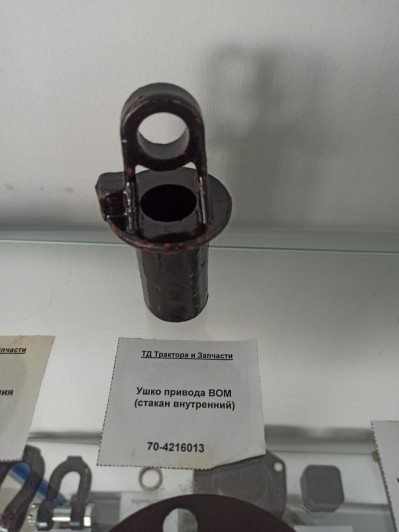 ТД Трактора и Запчасти
Ушко привода ВОМ
(стакан внутренний)
70-4216013